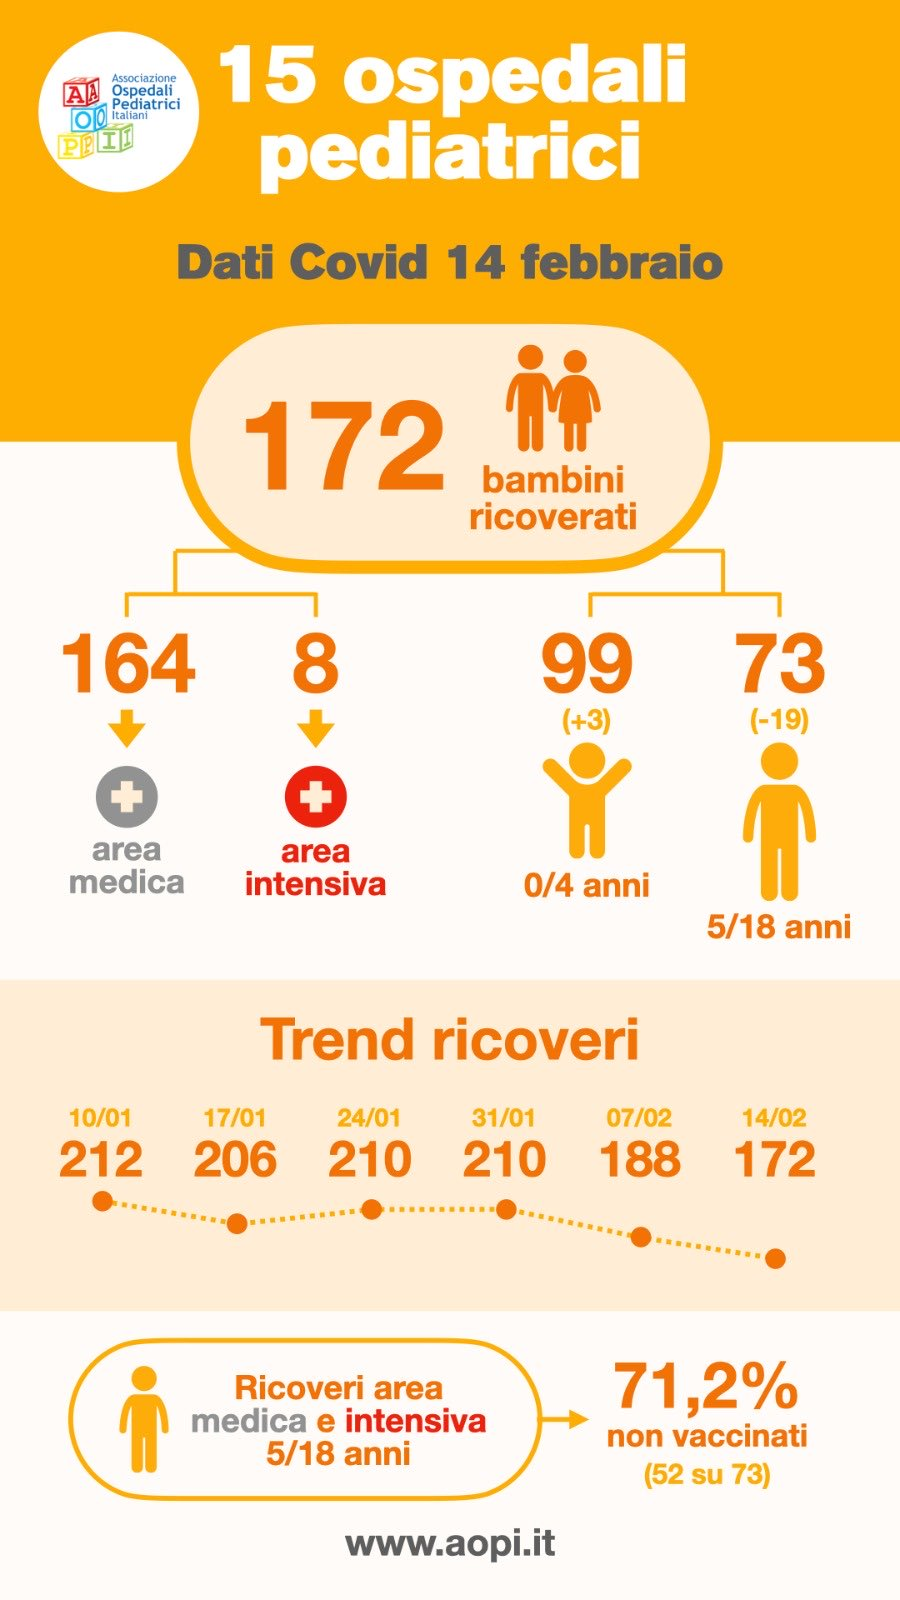 Associazione
Ospedali
Pediatrici
Italiani
A A
O
P P I I
15 ospedali
pediatrici
Dati Covid 14 febbraio
172
bambini
ricoverati
164
8
99
73
(+3)
(-19)
area
medica
area
intensiva
0/4 anni
5/18 anni
Trend ricoveri
10/01 17/01 24/01 31/01 07/02 14/02
212 206 210 210 188 172
Ricoveri area
medica e intensiva
5/18 anni
71,2%
non vaccinati
(52 su 73)
www.aopi.it